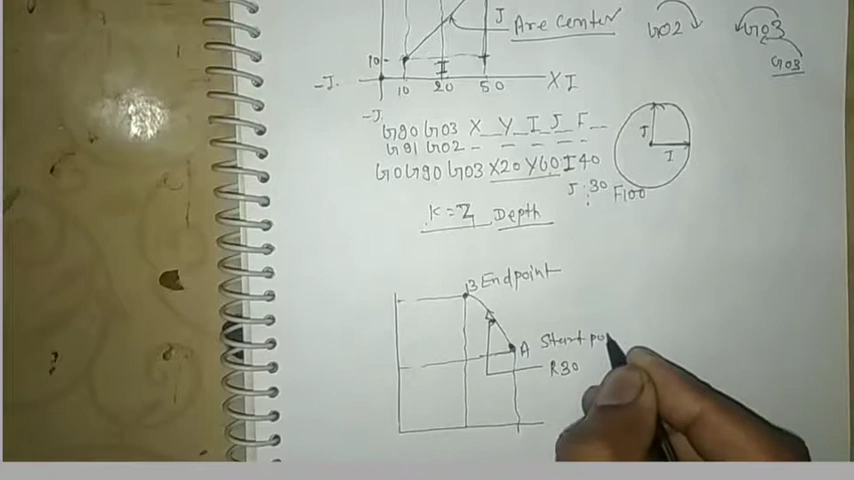 J Arc Center
G02 G03
G03
10
-J. 10 20 50 X I
I
-J.
G90 G03 X_ Y_ I_ J_ F_
G91 G02 - - - - -
G0 G90 G03 X20 Y60 I40
J:30 F100
K=Z Depth
J
I
B Endpoint
A Start po
R30